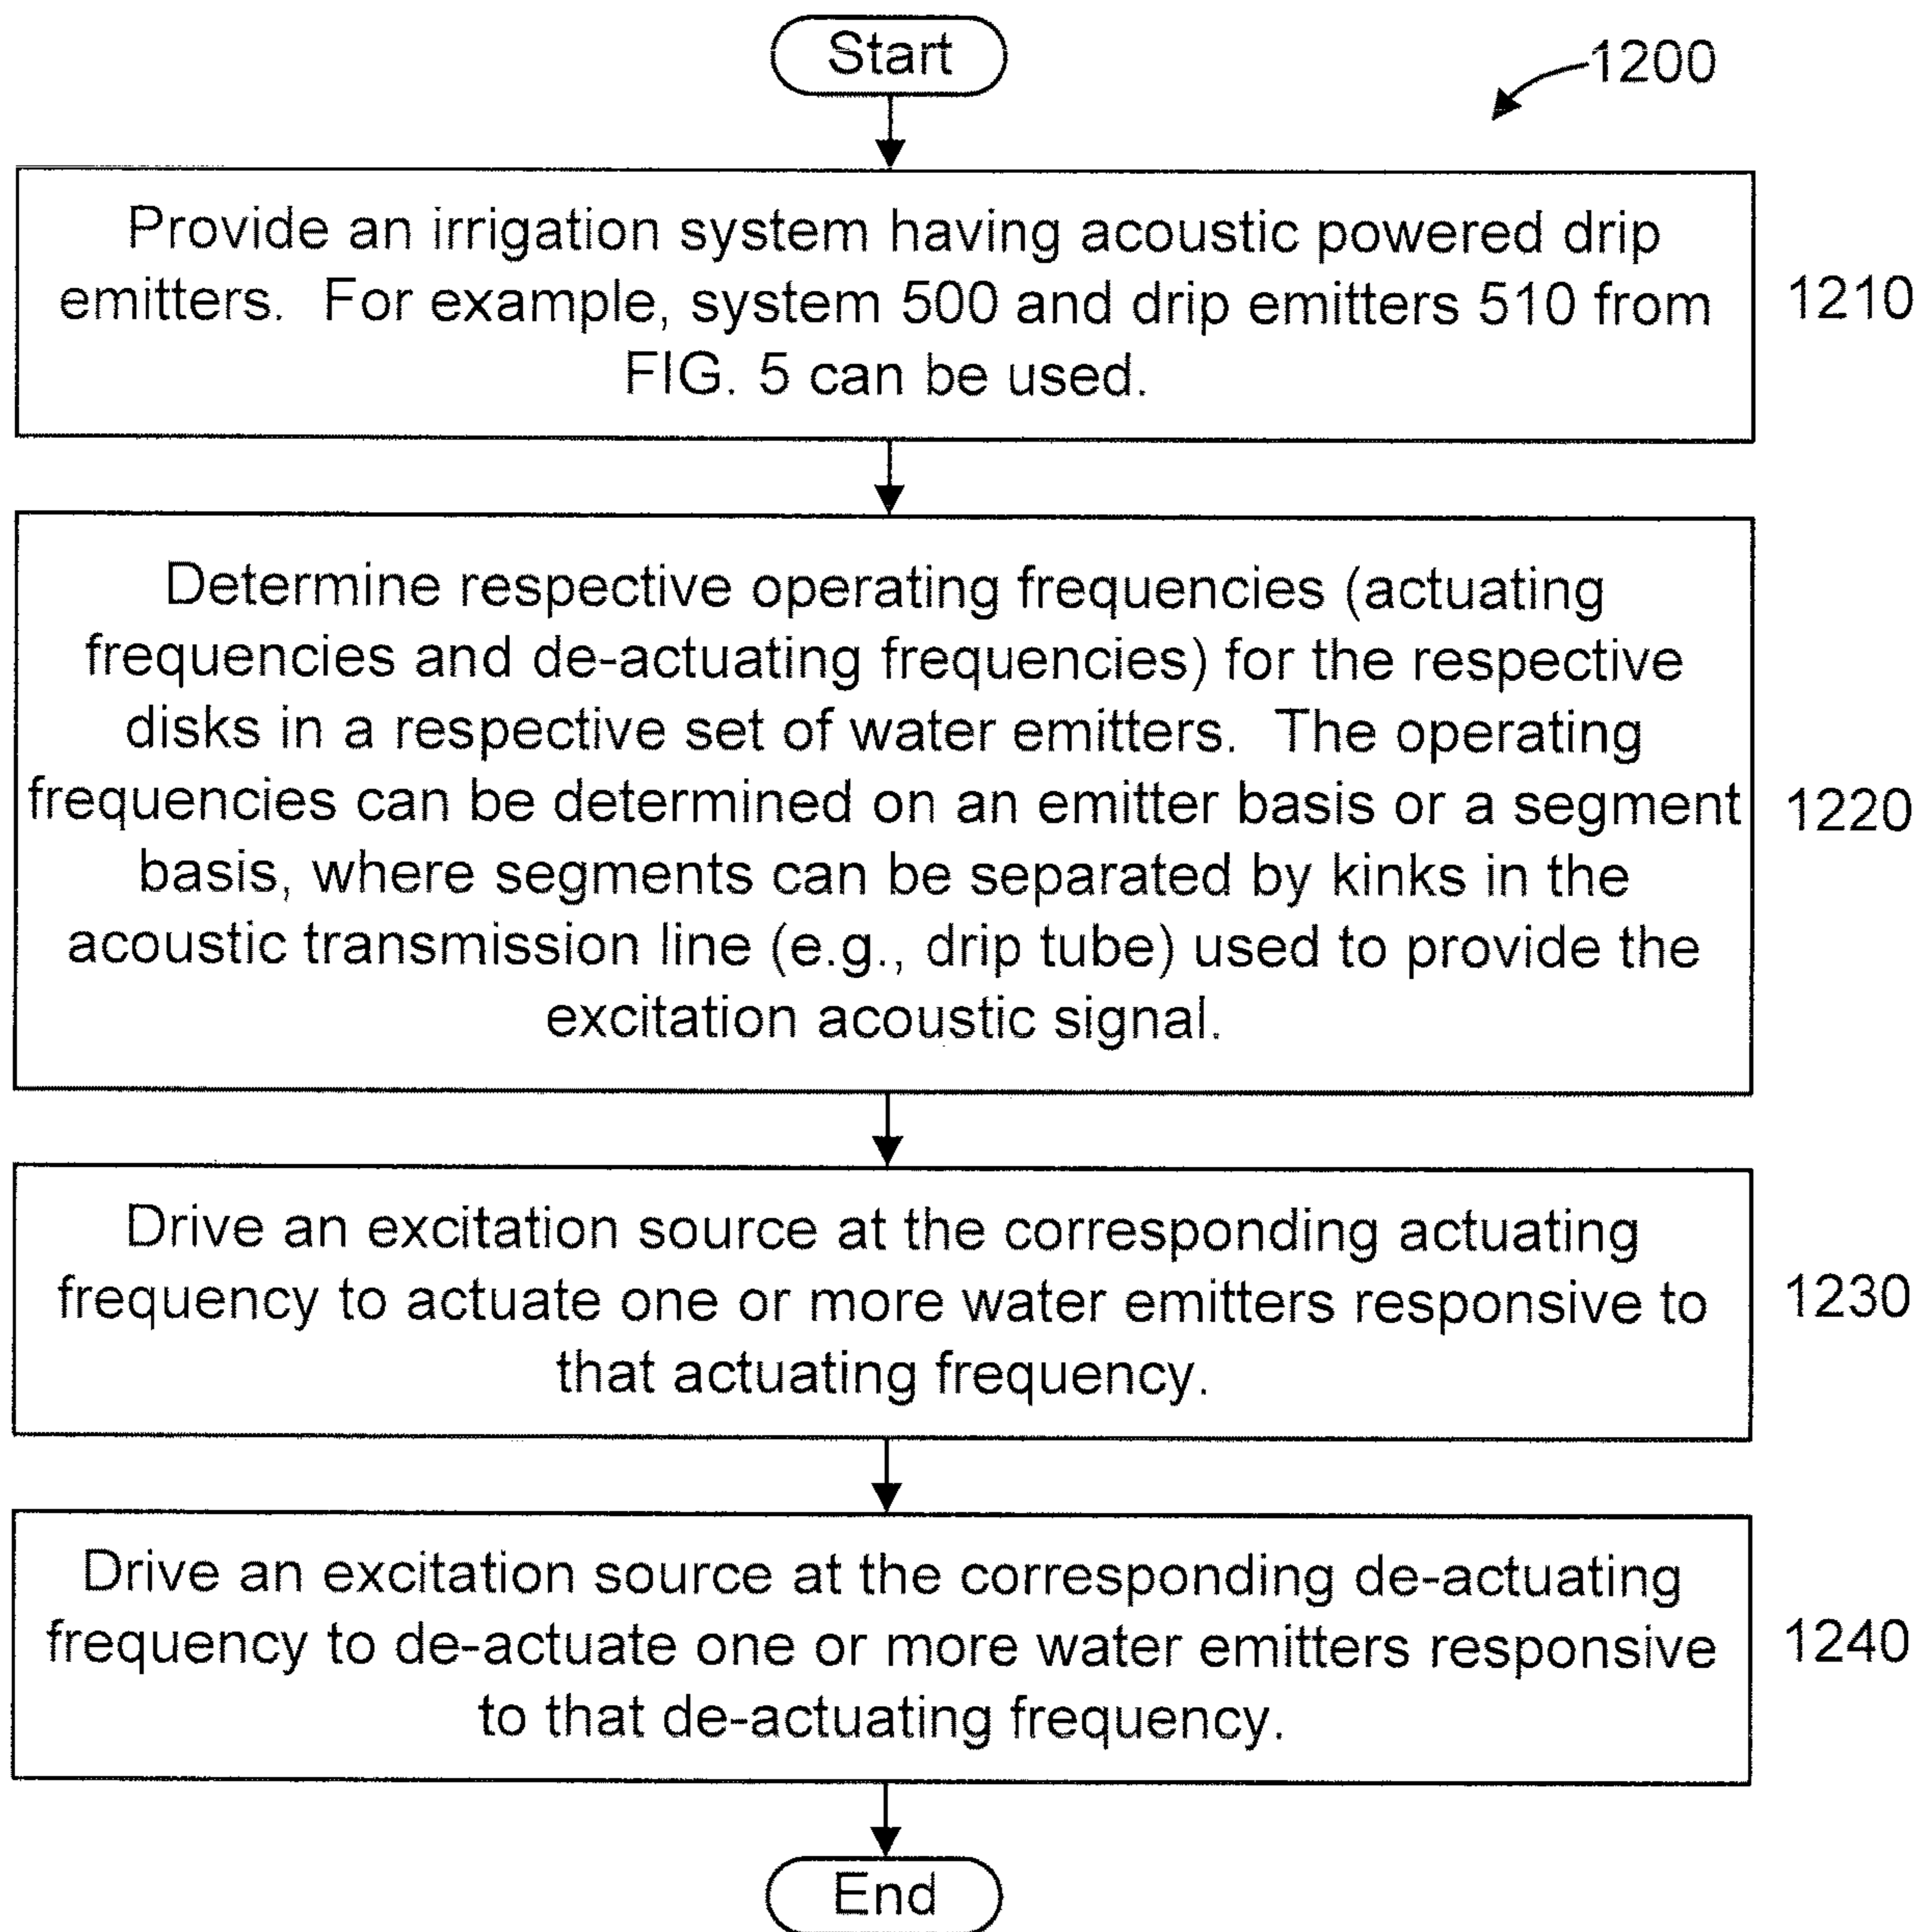 Start
1200
Provide an irrigation system having acoustic powered drip
emitters. For example, system 500 and drip emitters 510 from
FIG. 5 can be used.
1210
Determine respective operating frequencies (actuating
frequencies and de-actuating frequencies) for the respective
disks in a respective set of water emitters. The operating
frequencies can be determined on an emitter basis or a segment
basis, where segments can be separated by kinks in the
acoustic transmission line (e.g., drip tube) used to provide the
excitation acoustic signal.
1220
Drive an excitation source at the corresponding actuating
frequency to actuate one or more water emitters responsive to
that actuating frequency.
1230
Drive an excitation source at the corresponding de-actuating
frequency to de-actuate one or more water emitters responsive
to that de-actuating frequency.
1240
End